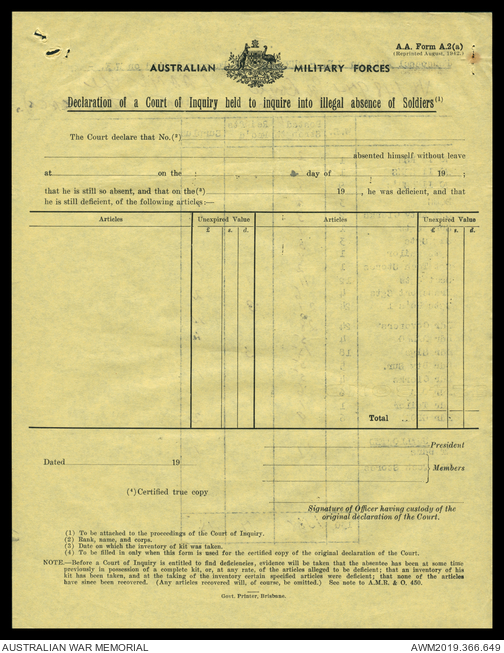 A.A. Form A.2(a)
(Reprinted August, 1942.)
AUSTRALIAN MILITARY FORCES
Declaration of a Court of Inquiry held to inquire into illegal absence of Soldiers(1)
The Court declare that No.(2)
absented himself without leave
at on the day of 19 ;
that he is still so absent, and that on the(3) 19 , he was deficient, and that
he is still deficient, of the following articles:—
Articles Unexpired Value Articles Unexpired Value
£ s. d. £ s. d.
Total
President
Dated 19
Members
(4)Certified true copy
Signature of Officer having custody of the
original declaration of the Court.
(1) To be attached to the proceedings of the Court of Inquiry.
(2) Rank, name, and corps.
(3) Date on which the inventory of kit was taken.
(4) To be filled in only when this form is used for the certified copy of the original declaration of the Court.
NOTE.—Before a Court of Inquiry is entitled to find deficiencies, evidence will be taken that the absentee has been at some time
previously in possession of a complete kit, or, at any rate, of the articles alleged to be deficient; that an inventory of his
kit has been taken, and at the taking of the inventory certain specified articles were deficient; that none of the articles
have since been recovered. (Any articles recovered will, of course, be omitted.) See note to A.M.R. & O. 450.
Govt. Printer, Brisbane.
AUSTRALIAN WAR MEMORIAL
AWM2019.366.640